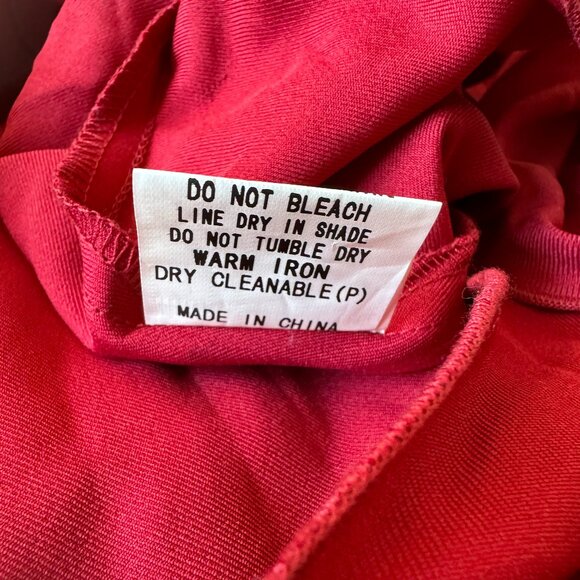 DO NOT BLEACH
LINE DRY IN SHADE
DO NOT TUMBLE DRY
WARM IRON
DRY CLEANABLE(P)
MADE IN CHINA